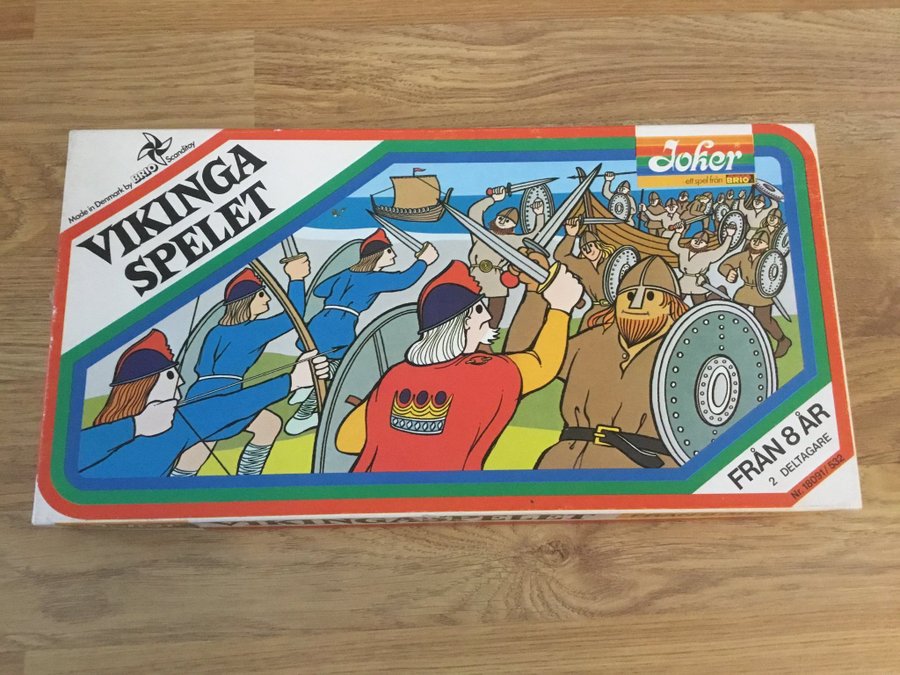 Made in Denmark by BRIO Scanditoy
VIKINGA
SPELET
Joker
ett spel från BRIO
FRÅN 8 ÅR
2 DELTAGARE
Nr. 18091/532
VIKINGASPELET